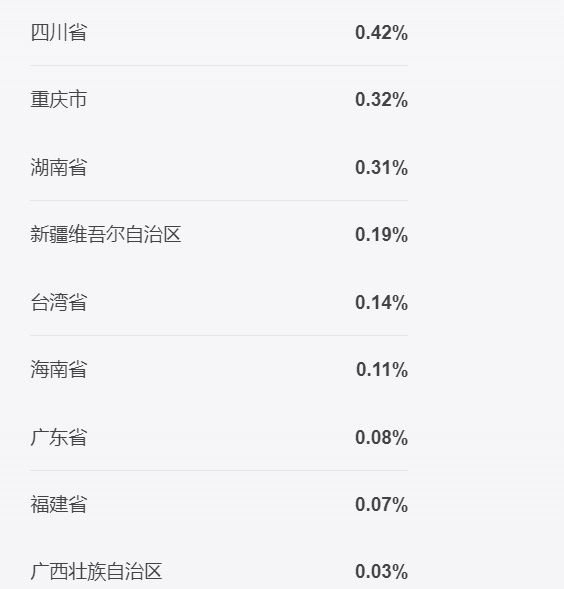 四川省 0.42%
重庆市 0.32%
湖南省 0.31%
新疆维吾尔自治区 0.19%
台湾省 0.14%
海南省 0.11%
广东省 0.08%
福建省 0.07%
广西壮族自治区 0.03%